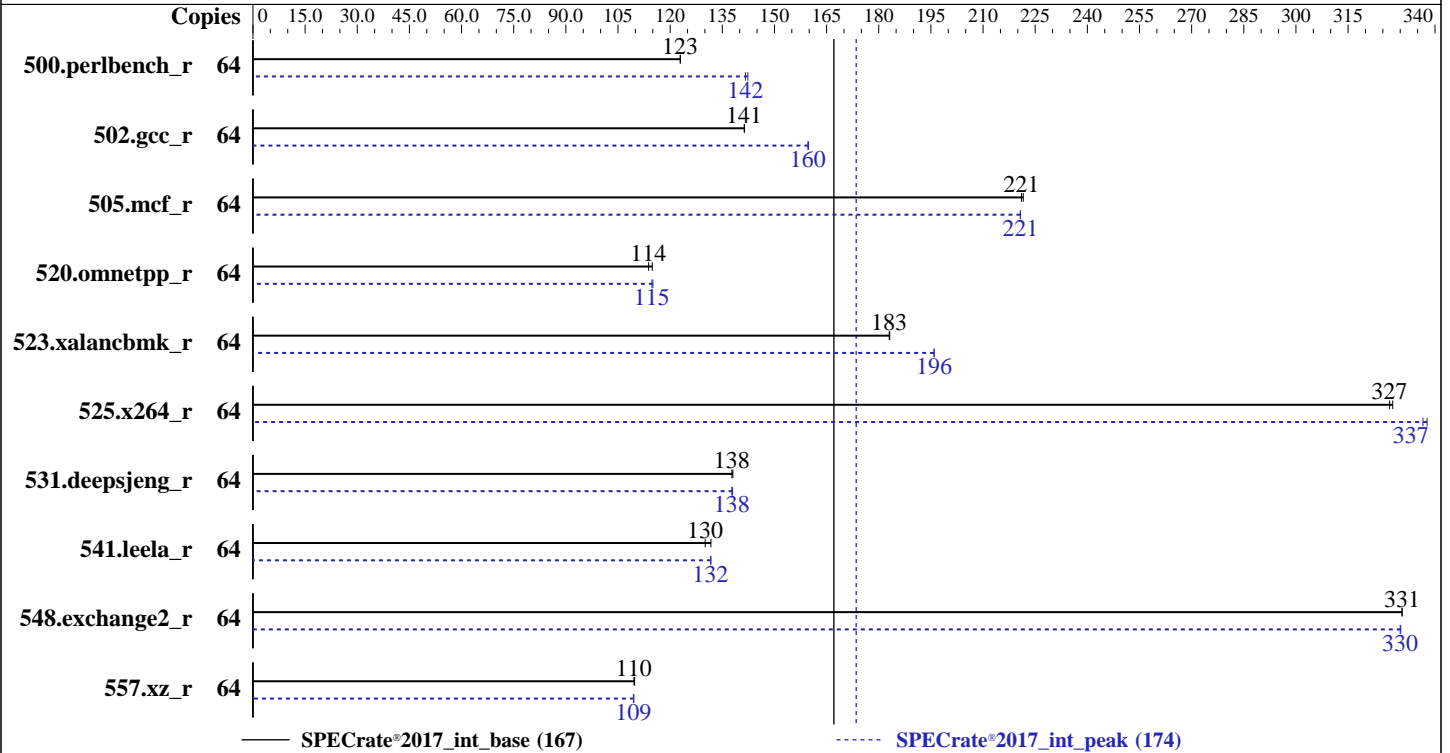 Copies 0 15.0 30.0 45.0 60.0 75.0 90.0 105 120 135 150 165 180 195 210 225 240 255 270 285 300 315 340
500.perlbench_r 64 123
142
502.gcc_r 64 141
160
505.mcf_r 64 221
221
520.omnetpp_r 64 114
115
523.xalancbmk_r 64 183
196
525.x264_r 64 327
337
531.deepsjeng_r 64 138
138
541.leela_r 64 130
132
548.exchange2_r 64 331
330
557.xz_r 64 110
109
SPECrate®2017_int_base (167) SPECrate®2017_int_peak (174)